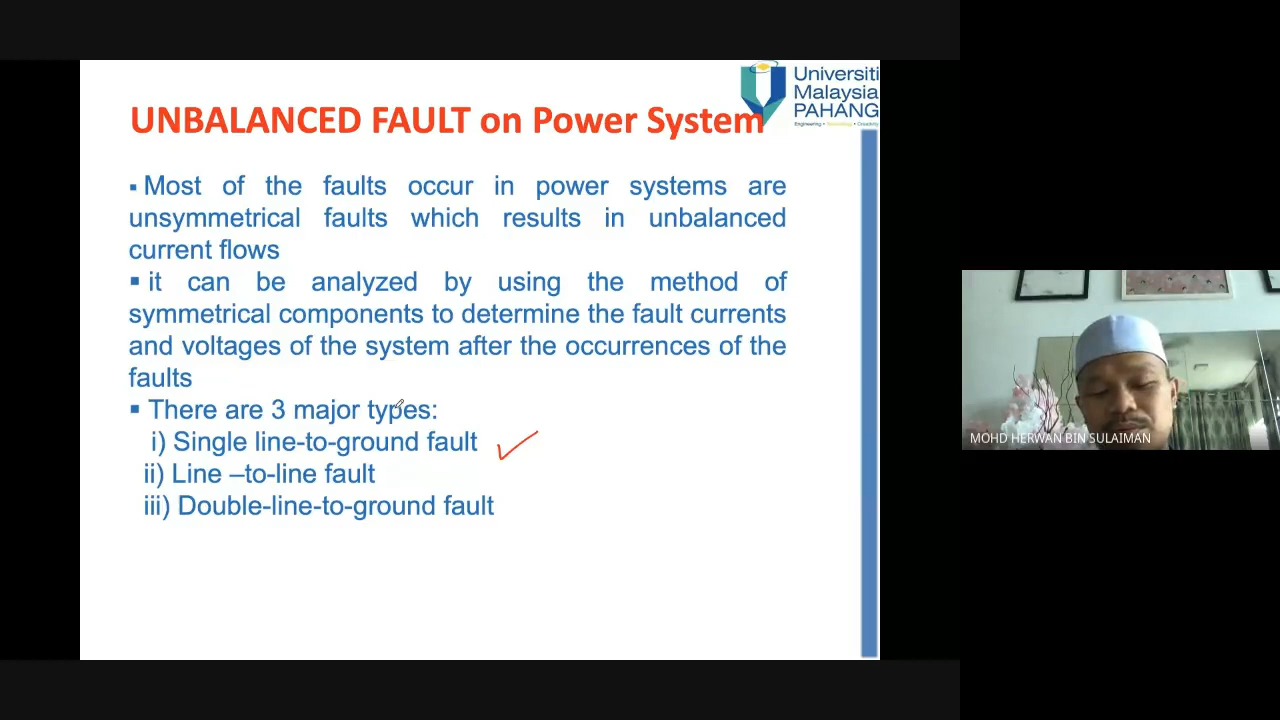 UNBALANCED FAULT on Power System
Universiti
Malaysia
PAHANG
Engineering • Technology • Creativity
▪ Most of the faults occur in power systems are
unsymmetrical faults which results in unbalanced
current flows
▪ it can be analyzed by using the method of
symmetrical components to determine the fault currents
and voltages of the system after the occurrences of the
faults
▪ There are 3 major types:
i) Single line-to-ground fault
ii) Line –to-line fault
iii) Double-line-to-ground fault
MOHD HERWAN BIN SULAIMAN